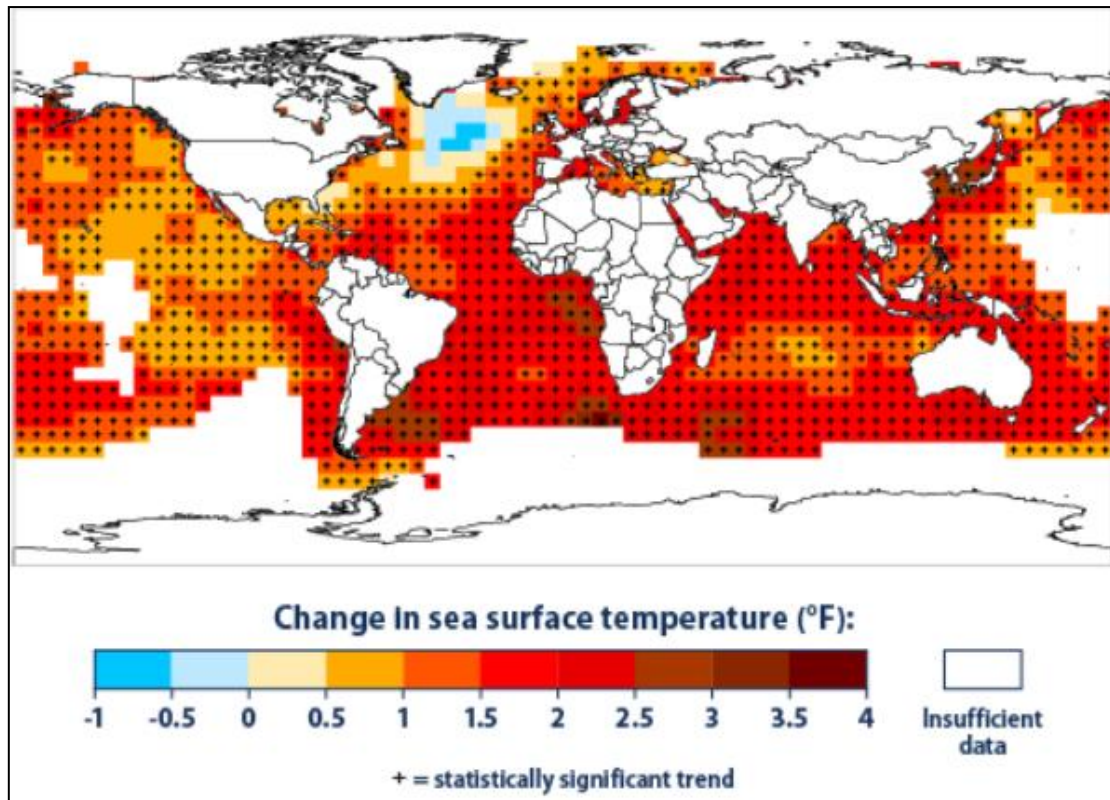 Change in sea surface temperature (°F):
-1 -0.5 0 0.5 1 1.5 2 2.5 3 3.5 4
Insufficient
data
+ = statistically significant trend